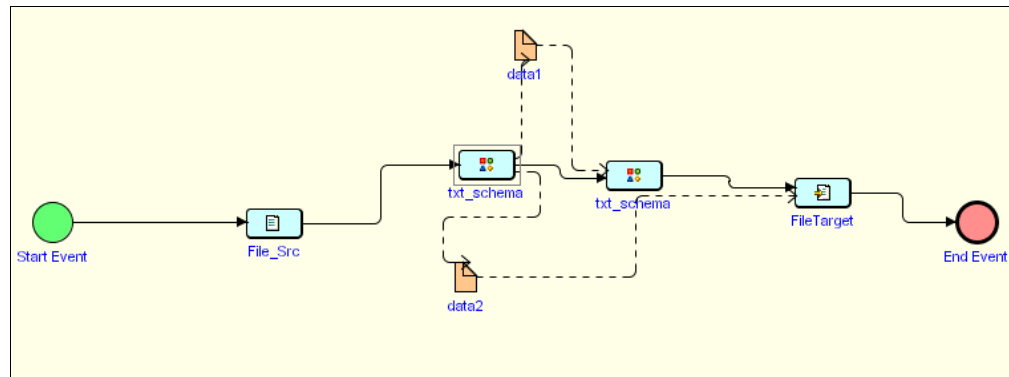 data1
txt_schema
txt_schema
Start Event
File_Src
FileTarget
End Event
data2